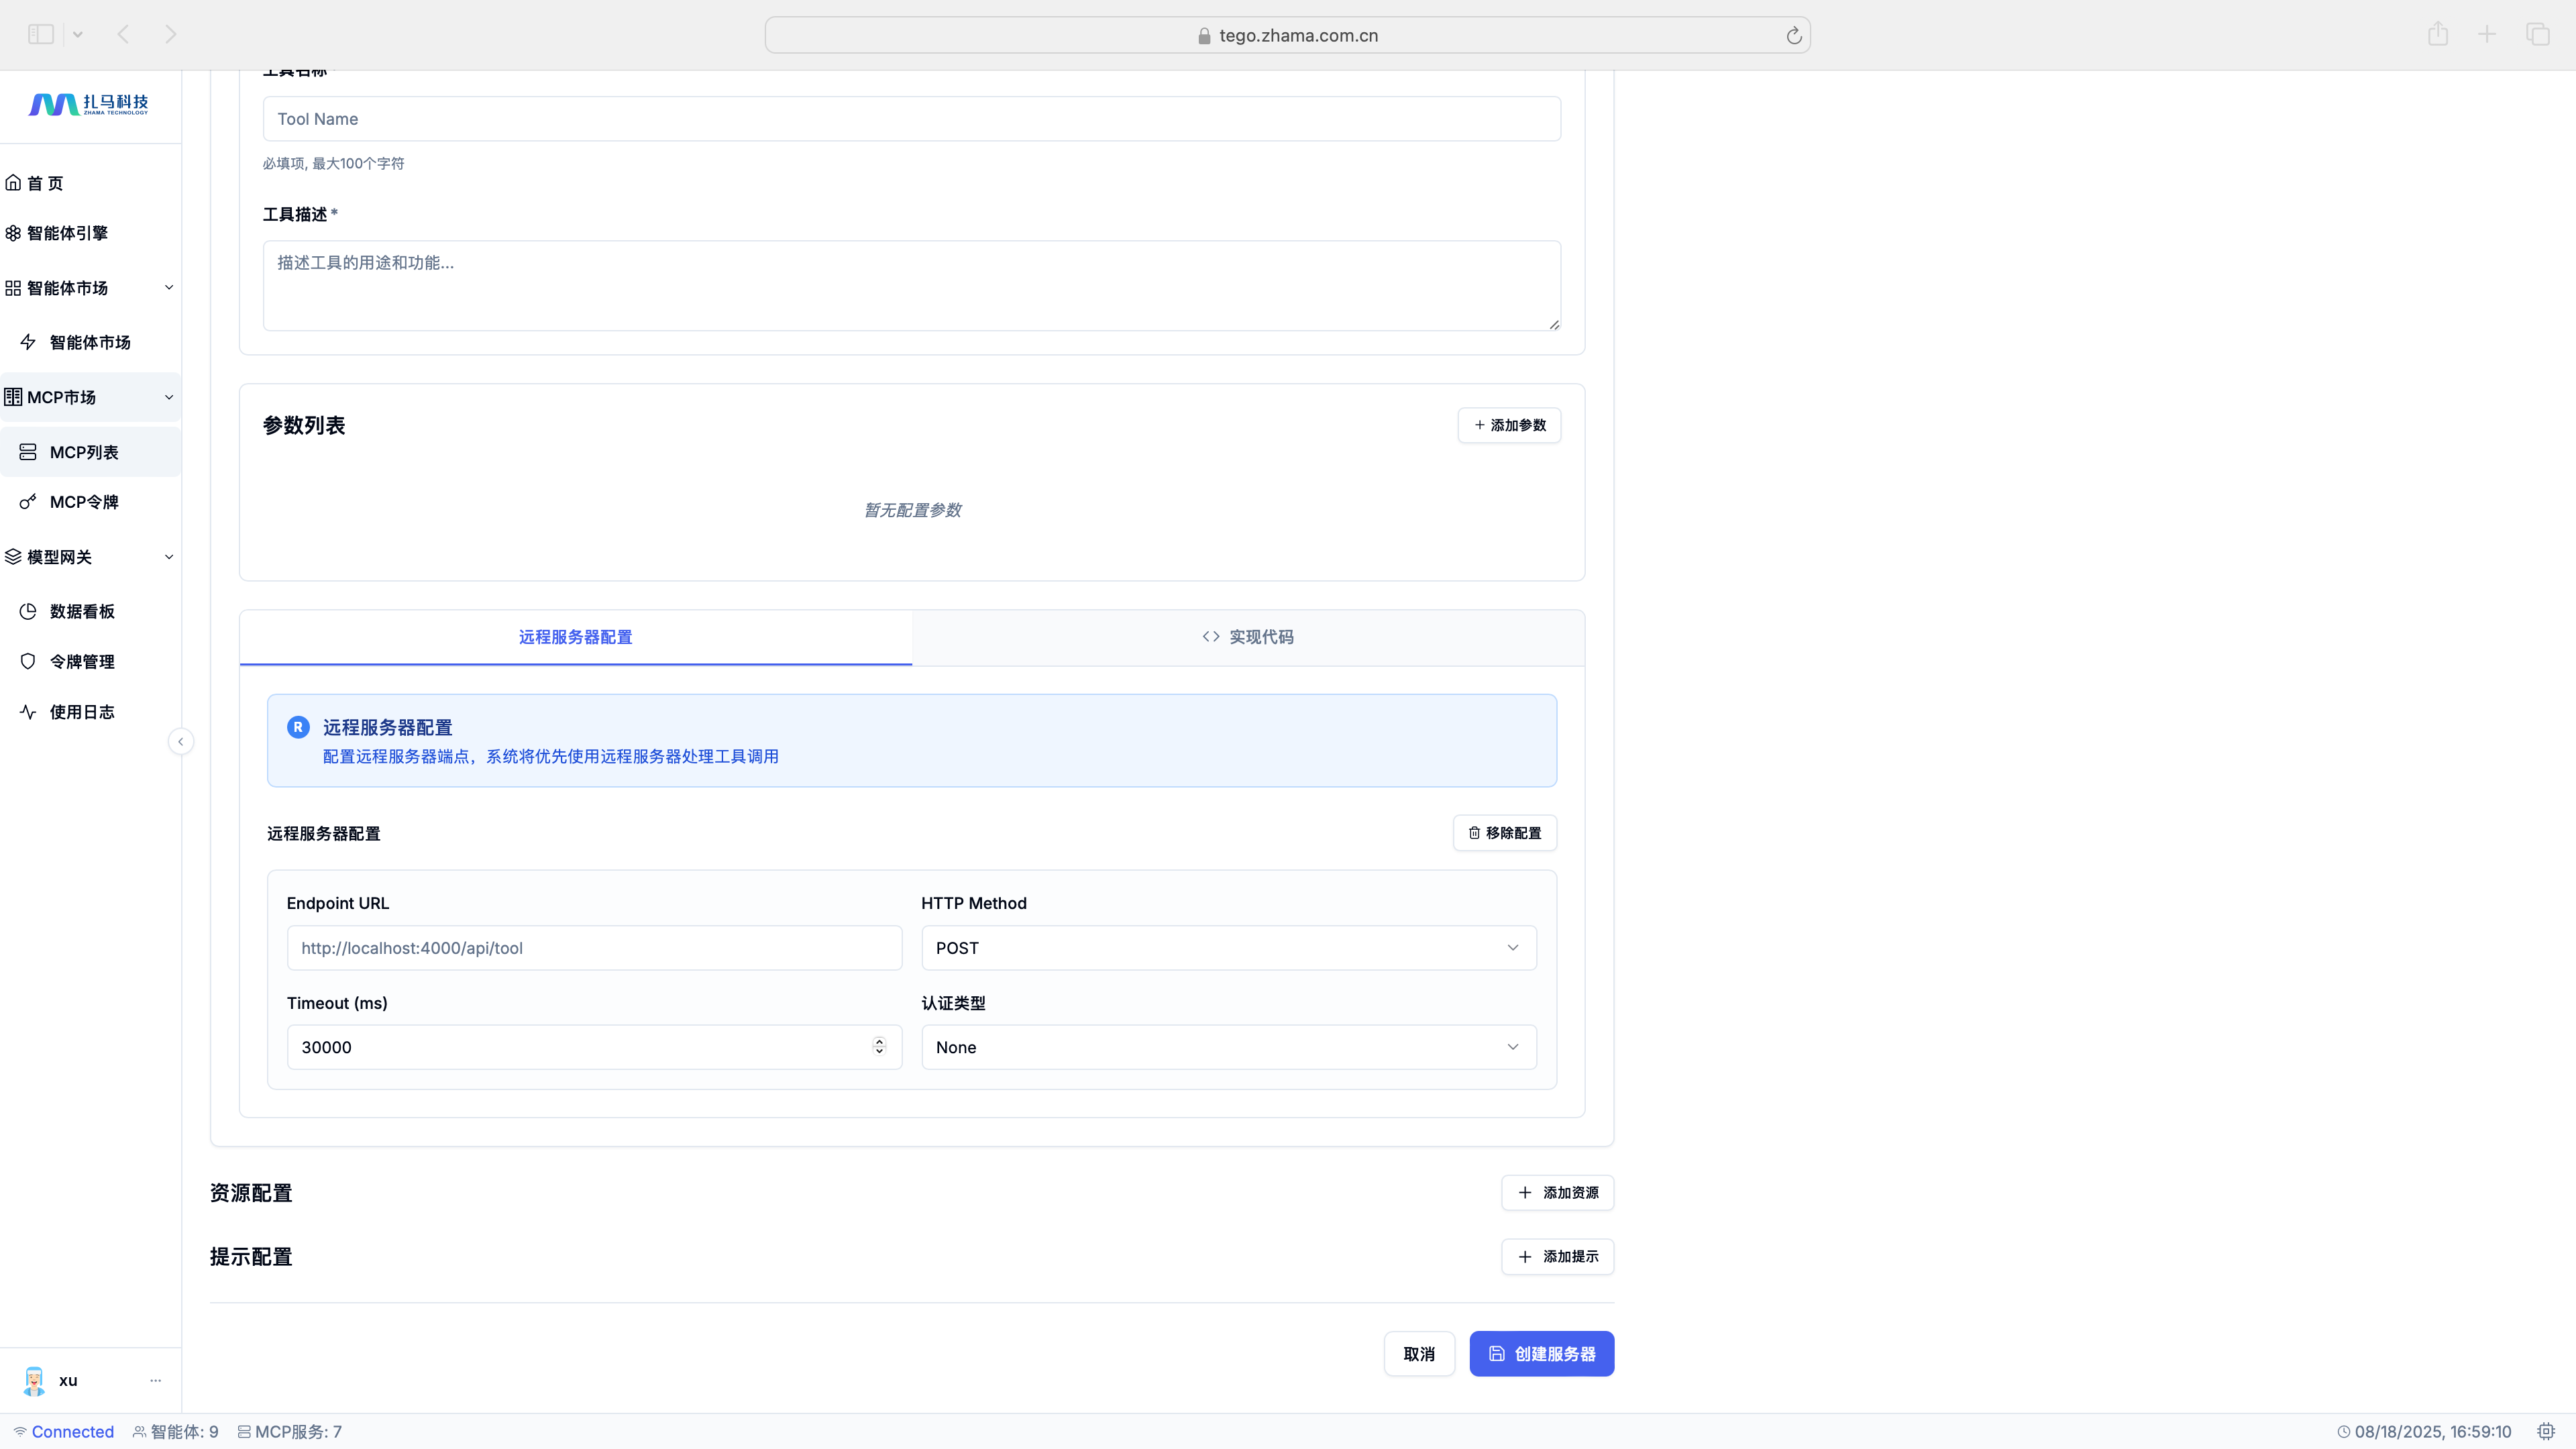 tego.zhama.com.cn
扎马科技
ZHAMA TECHNOLOGY
首 页
智能体引擎
智能体市场
智能体市场
MCP市场
MCP列表
MCP令牌
模型网关
数据看板
令牌管理
使用日志
xu
工具名称
Tool Name
必填项, 最大100个字符
工具描述 *
描述工具的用途和功能...
参数列表
添加参数
暂无配置参数
远程服务器配置
实现代码
R 远程服务器配置
配置远程服务器端点，系统将优先使用远程服务器处理工具调用
远程服务器配置
移除配置
Endpoint URL
HTTP Method
http://localhost:4000/api/tool
POST
Timeout (ms)
认证类型
30000
None
资源配置
添加资源
提示配置
添加提示
取消
创建服务器
Connected
智能体: 9
MCP服务: 7
08/18/2025, 16:59:10